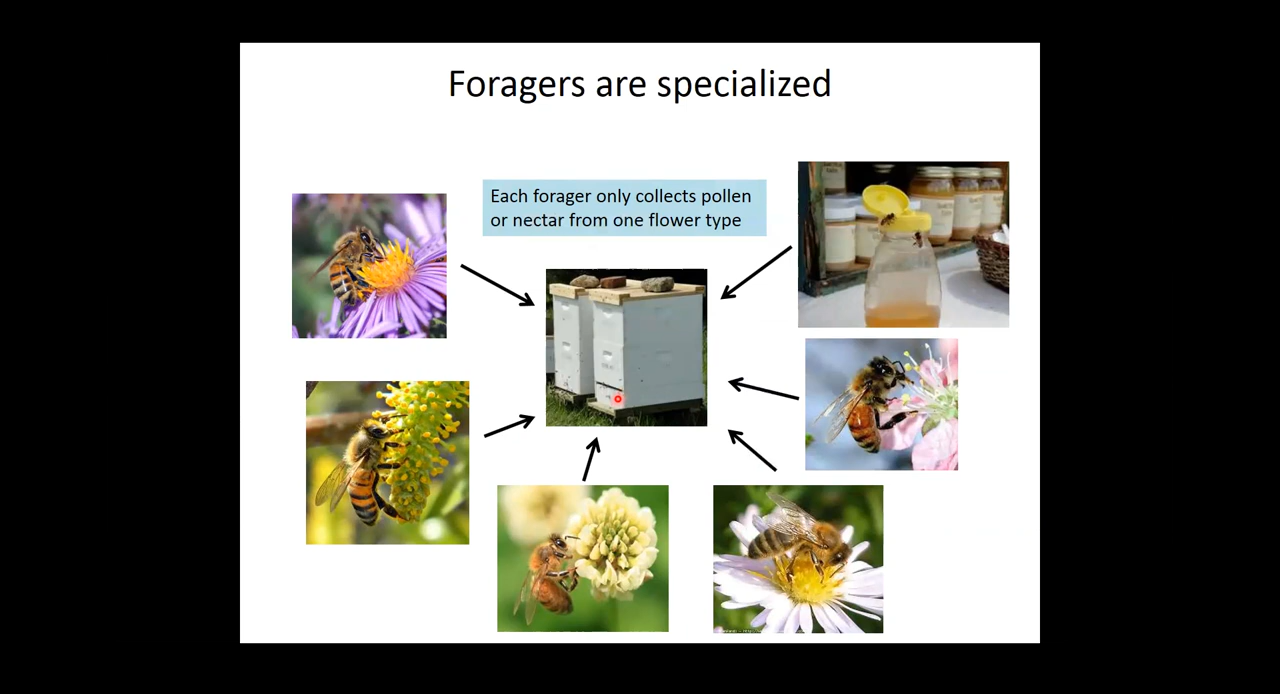 Foragers are specialized
Each forager only collects pollen
or nectar from one flower type